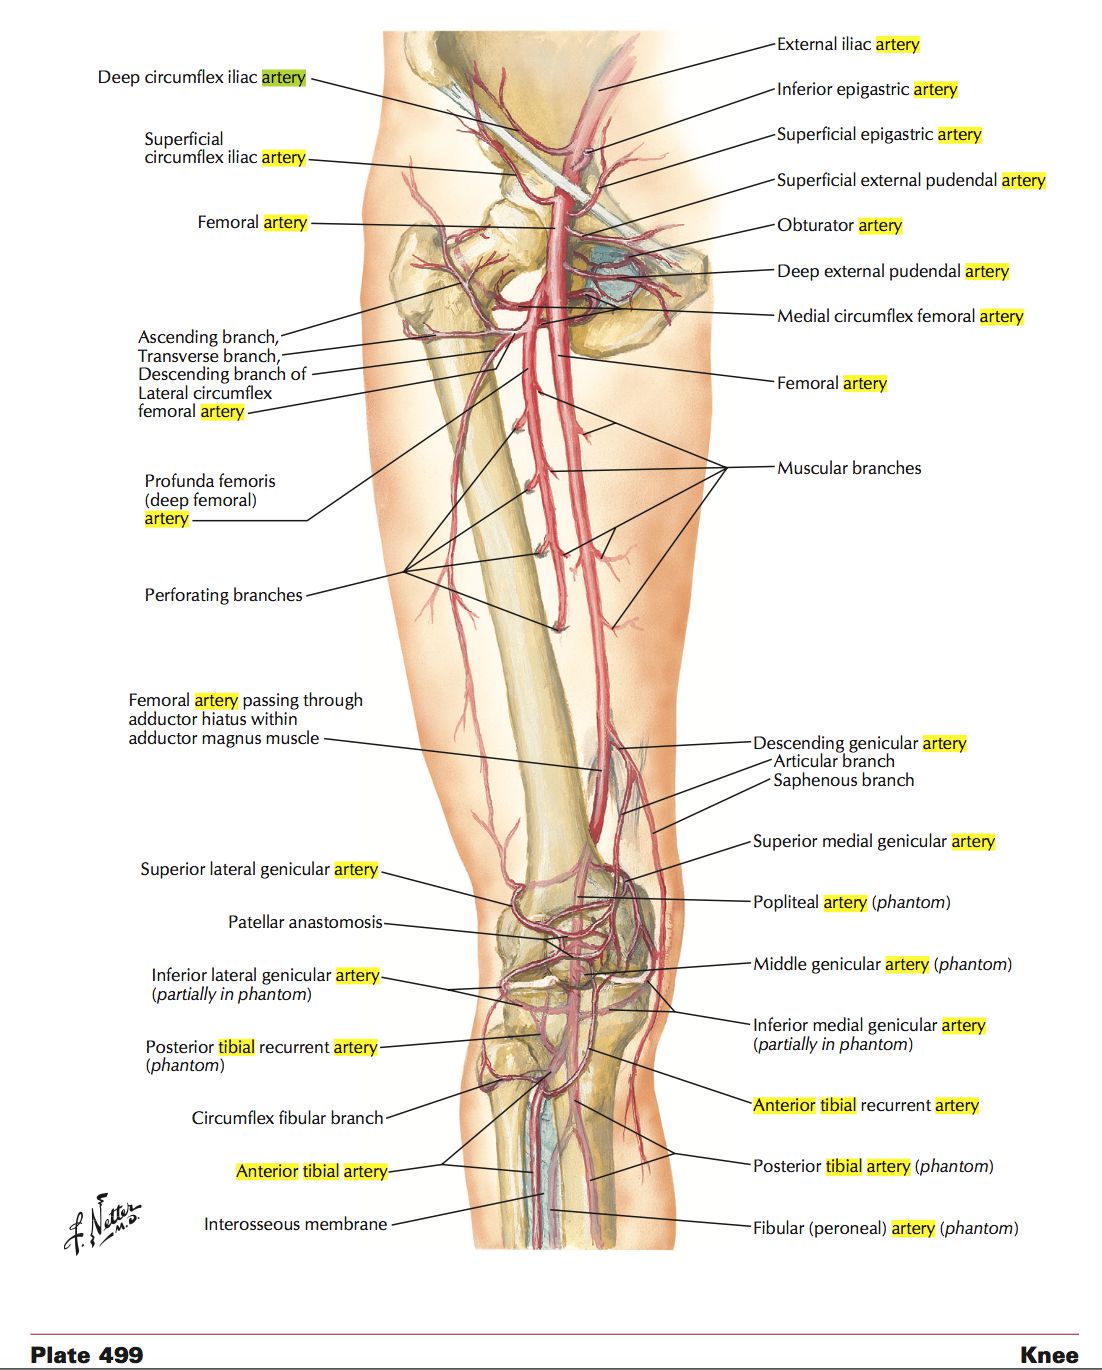 Deep circumflex iliac artery
Superficial
circumflex iliac artery
Femoral artery
Ascending branch,
Transverse branch,
Descending branch of
Lateral circumflex
femoral artery
Profunda femoris
(deep femoral)
artery
Perforating branches
Femoral artery passing through
adductor hiatus within
adductor magnus muscle
Superior lateral genicular artery
Patellar anastomosis
Inferior lateral genicular artery
(partially in phantom)
Posterior tibial recurrent artery
(phantom)
Circumflex fibular branch
Anterior tibial artery
Interosseous membrane
External iliac artery
Inferior epigastric artery
Superficial epigastric artery
Superficial external pudendal artery
Obturator artery
Deep external pudendal artery
Medial circumflex femoral artery
Femoral artery
Muscular branches
Descending genicular artery
Articular branch
Saphenous branch
Superior medial genicular artery
Popliteal artery (phantom)
Middle genicular artery (phantom)
Inferior medial genicular artery
(partially in phantom)
Anterior tibial recurrent artery
Posterior tibial artery (phantom)
Fibular (peroneal) artery (phantom)
F. Netter
M.D.
Plate 499
Knee